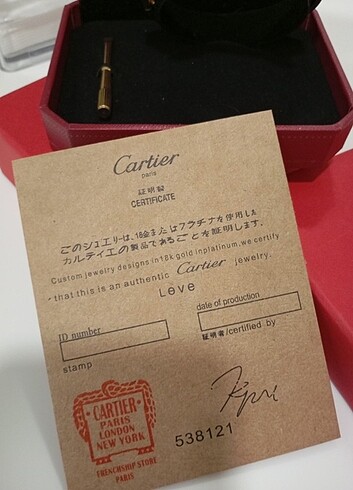 Cartier
paris
証明書
CERTIFICATE
このジュエリーは、18金またはプラチナを使用した
カルティエの製品であることを証明します.
Custom jewelry designs in 18k gold inplatinum,we certify
that this is an authentic Cartier jewelry.
Love
ID number
date of production
stamp
証明者/certified by
CARTIER
PARIS
LONDON
NEW YORK
FRENCHSHIP STORE
PARIS
538121